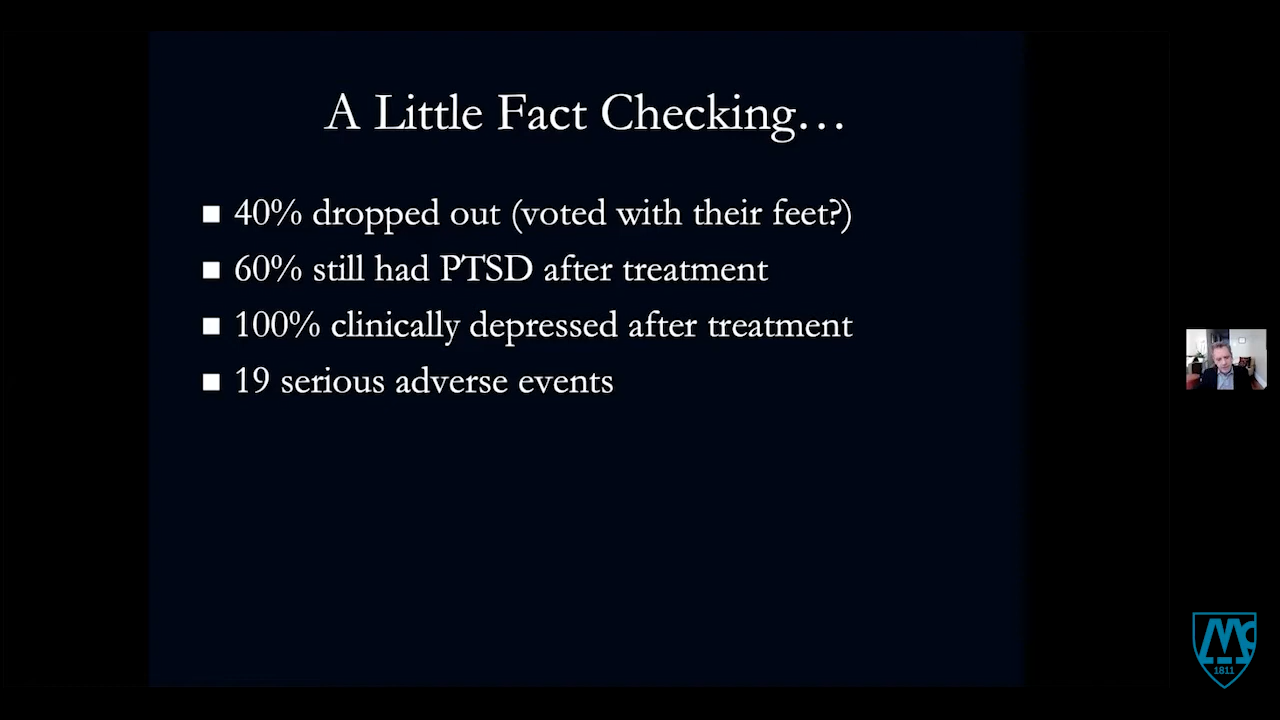 A Little Fact Checking…
■ 40% dropped out (voted with their feet?)
■ 60% still had PTSD after treatment
■ 100% clinically depressed after treatment
■ 19 serious adverse events
Mc
1811